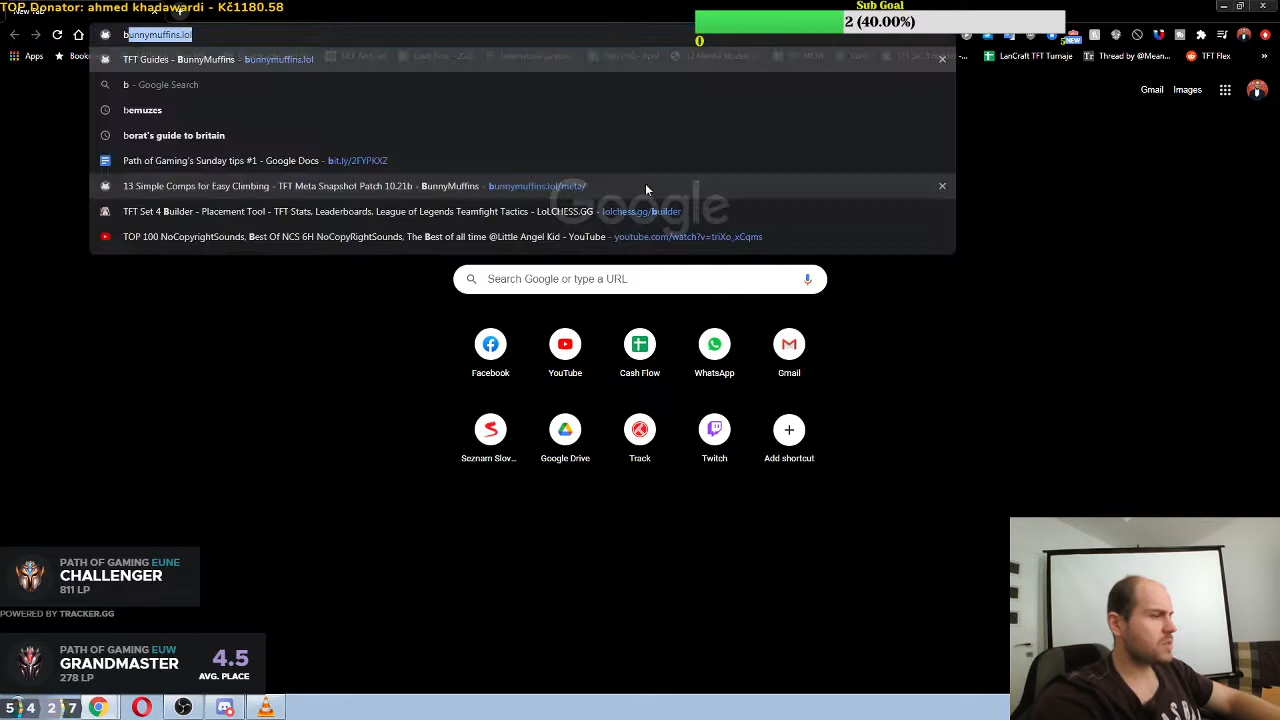 TOP Donator: ahmed khadawardi - Kč1180.58
Sub Goal
2 (40.00%)
0
bunnymuffins.lol
NEW
Apps
LanCraft TFT Turnaje
Thread by @Mean...
TFT Flex
»
TFT Guides - BunnyMuffins - bunnymuffins.lol
b - Google Search
Gmail
Images
bemuzes
borat's guide to britain
Path of Gaming's Sunday tips #1 - Google Docs - bit.ly/2FYPKXZ
13 Simple Comps for Easy Climbing - TFT Meta Snapshot Patch 10.21b - BunnyMuffins - bunnymuffins.lol/meta/
Google
TFT Set 4 Builder - Placement Tool - TFT Stats, Leaderboards, League of Legends Teamfight Tactics - LoLCHESS.GG - lolchess.gg/builder
TOP 100 NoCopyrightSounds, Best Of NCS 6H NoCopyRightSounds, The Best of all time @Little Angel Kid - YouTube - youtube.com/watch?v=triXo_xCqms
Search Google or type a URL
Facebook
YouTube
Cash Flow
WhatsApp
Gmail
Seznam Slov...
Google Drive
Track
Twitch
Add shortcut
PATH OF GAMING EUNE
CHALLENGER
811 LP
POWERED BY TRACKER.GG
PATH OF GAMING EUW
GRANDMASTER
278 LP
4.5
AVG. PLACE